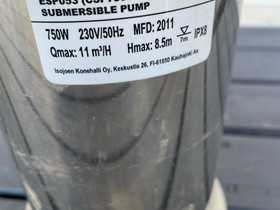 SUBMERSIBLE PUMP
750W 230V/50Hz MFD: 2011
Qmax: 11 m³/H Hmax: 8.5m 7m IPX8
Isojoen Konehalli Oy, Keskustie 26, FI-61850 Kauhajoki As